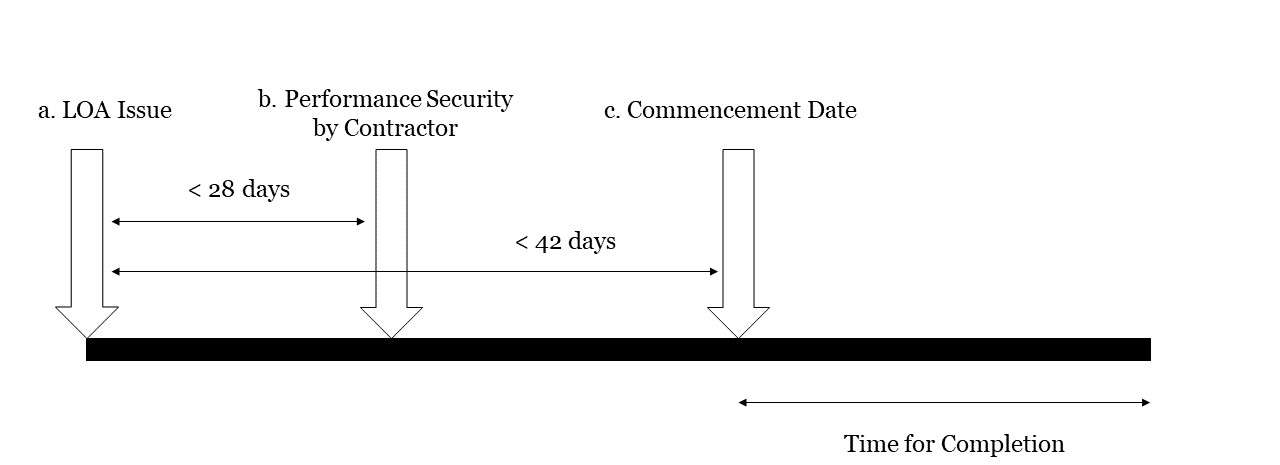 a. LOA Issue
b. Performance Security
by Contractor
c. Commencement Date
< 28 days
< 42 days
Time for Completion